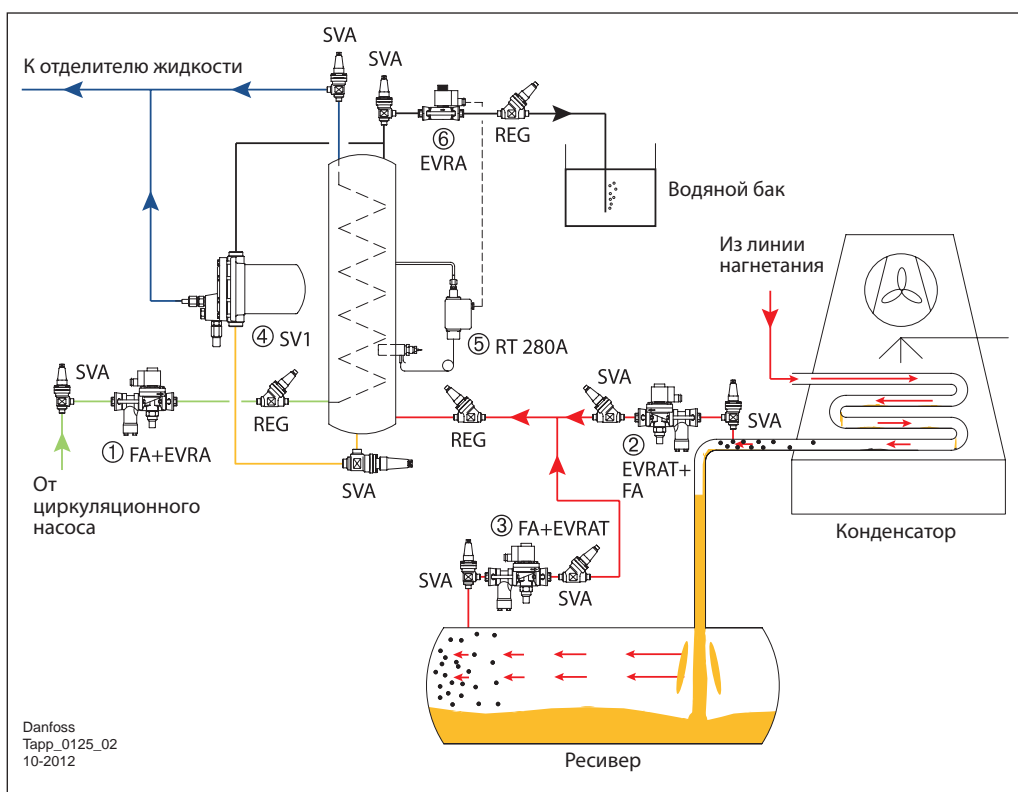 SVA
SVA
К отделителю жидкости
⑥
EVRA
REG
Водяной бак
Из линии
нагнетания
④ SV1
⑤ RT 280A
SVA
REG
① FA+EVRA
SVA
REG
SVA
② EVRAT+
FA
SVA
От
циркуляционного
насоса
③ FA+EVRAT
SVA
SVA
Конденсатор
Ресивер
Danfoss
Tapp_0125_02
10-2012